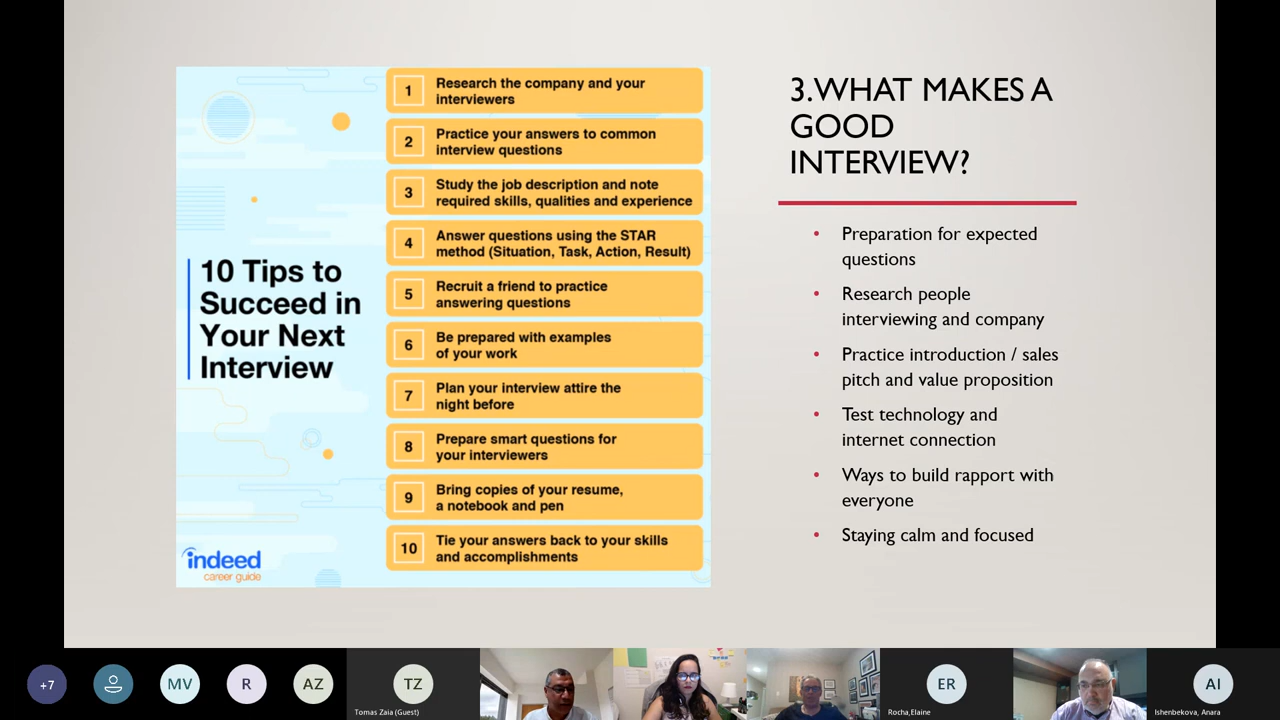 10 Tips to
Succeed in
Your Next
Interview
indeed
career guide
1
Research the company and your
interviewers
2
Practice your answers to common
interview questions
3
Study the job description and note
required skills, qualities and experience
4
Answer questions using the STAR
method (Situation, Task, Action, Result)
5
Recruit a friend to practice
answering questions
6
Be prepared with examples
of your work
7
Plan your interview attire the
night before
8
Prepare smart questions for
your interviewers
9
Bring copies of your resume,
a notebook and pen
10
Tie your answers back to your skills
and accomplishments
3.WHAT MAKES A
GOOD
INTERVIEW?
• Preparation for expected
questions
• Research people
interviewing and company
• Practice introduction / sales
pitch and value proposition
• Test technology and
internet connection
• Ways to build rapport with
everyone
• Staying calm and focused
+7
MV
R
AZ
TZ
Tomas Zaia (Guest)
ER
Rocha,Elaine
AI
Ishenbekova, Anara